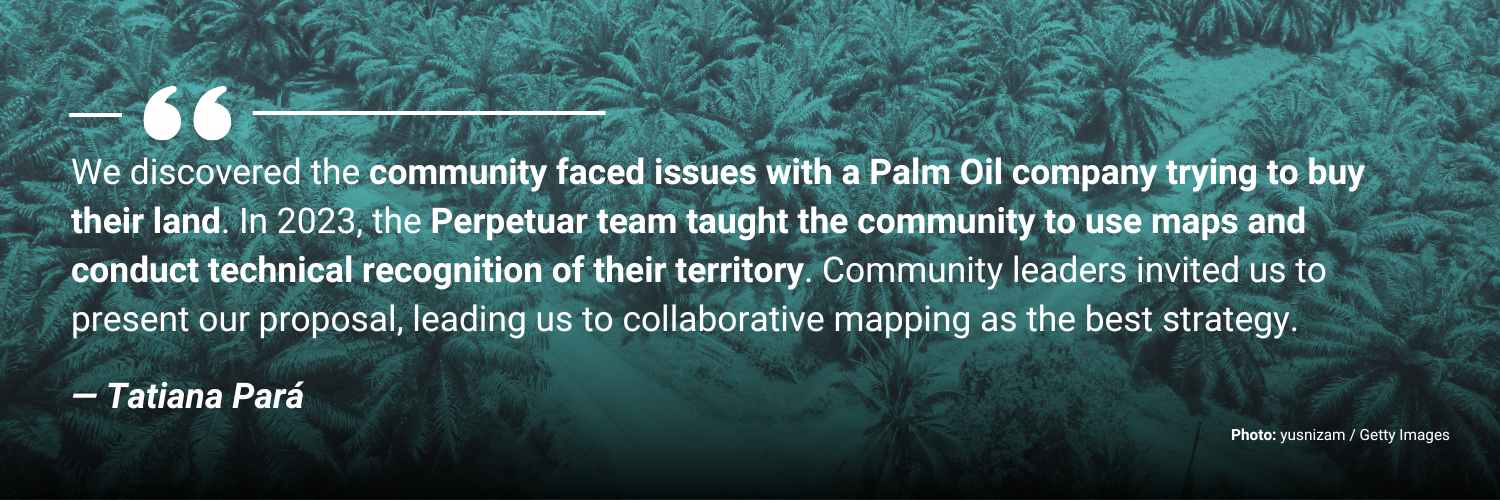 We discovered the community faced issues with a Palm Oil company trying to buy
their land. In 2023, the Perpetuar team taught the community to use maps and
conduct technical recognition of their territory. Community leaders invited us to
present our proposal, leading us to collaborative mapping as the best strategy.
— Tatiana Pará
Photo: yusnizam / Getty Images